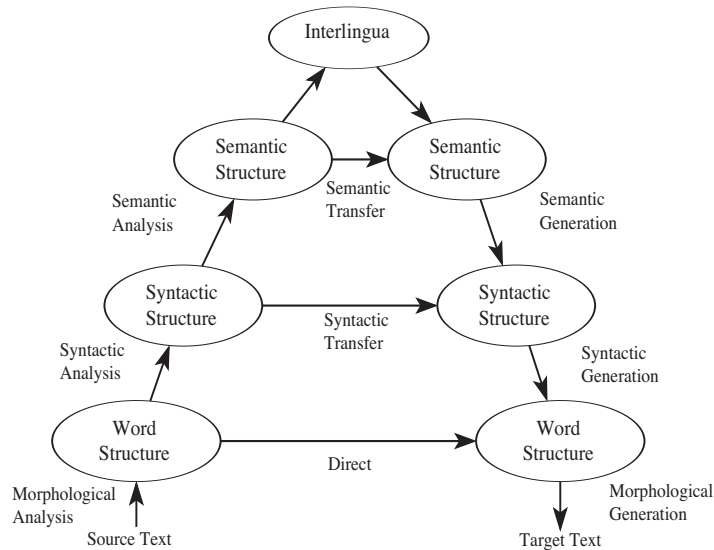 Interlingua
Semantic
Structure
Semantic
Structure
Semantic
Transfer
Semantic
Analysis
Semantic
Generation
Syntactic
Structure
Syntactic
Structure
Syntactic
Transfer
Syntactic
Analysis
Syntactic
Generation
Word
Structure
Word
Structure
Direct
Morphological
Analysis
Morphological
Generation
Source Text
Target Text